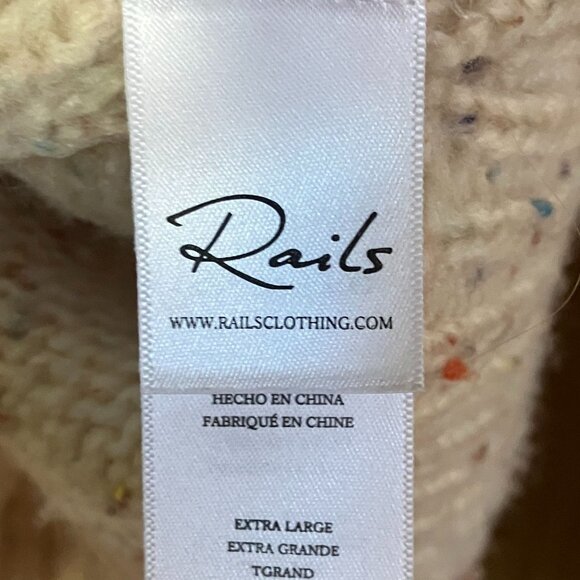 Rails
WWW.RAILSCLOTHING.COM
HECHO EN CHINA
FABRIQUÉ EN CHINE
EXTRA LARGE
EXTRA GRANDE
TGRAND